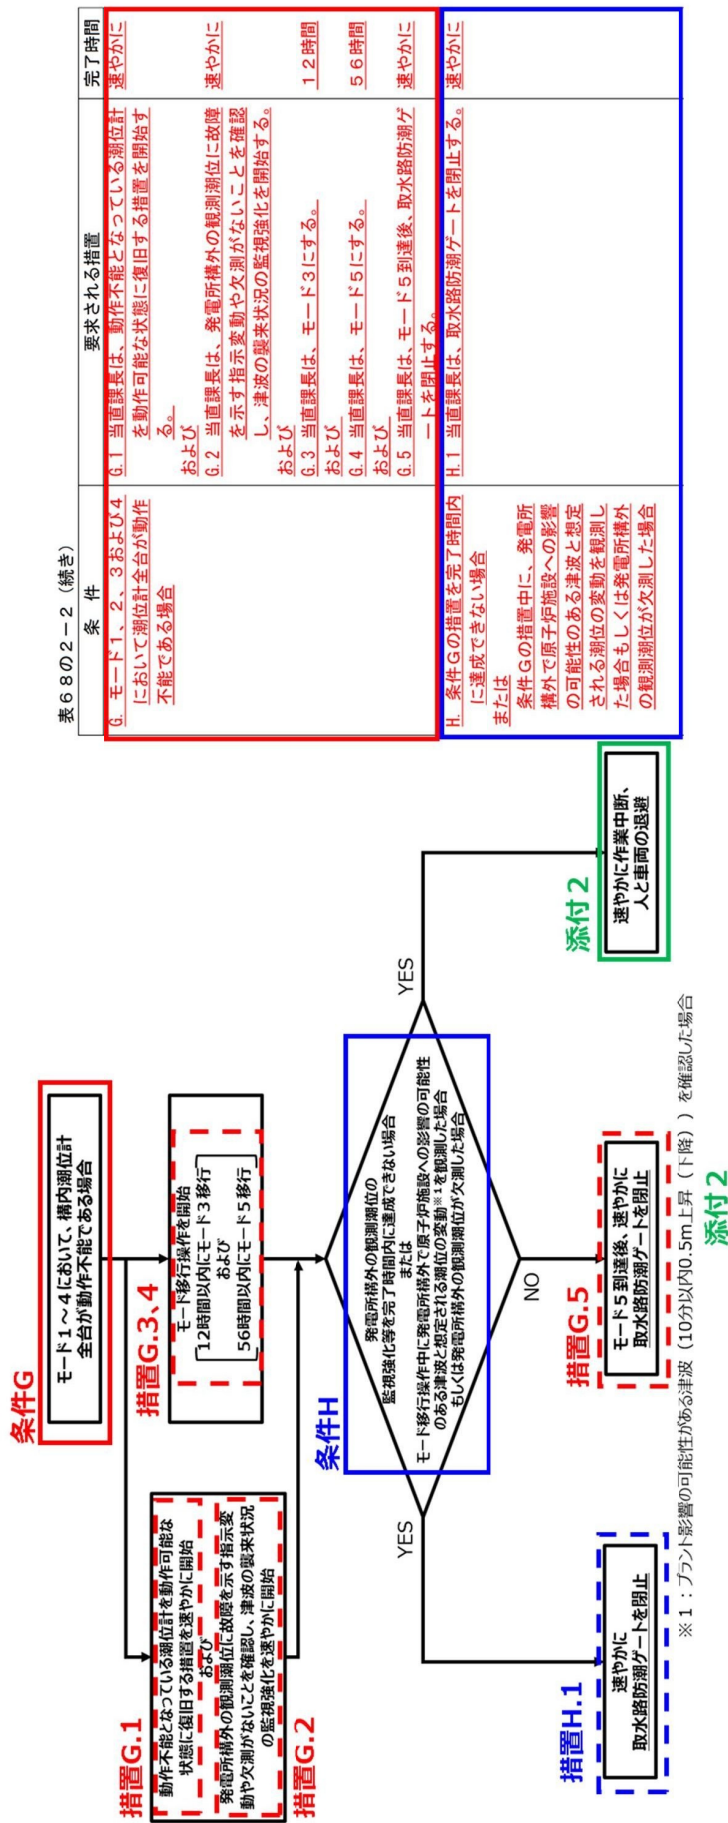 条件G
モード1～4において、構内潮位計
全台が動作不能である場合
措置G.1
動作不能となっている潮位計を動作可能な
状態に復旧する措置を速やかに開始
および
発電所構外の観測潮位に故障を示す指示変
動や欠測がないことを確認し、津波の襲来状況
の監視強化を速やかに開始
措置G.2
措置G.3、4
モード移行操作を開始
12時間以内にモード3移行
および
56時間以内にモード5移行
条件H
発電所構外の観測潮位の
監視強化等を完了時間内に達成できない場合
または
モード移行操作中に発電所構外で原子炉施設への影響の可能性
のある津波と想定される潮位の変動※1を観測した場合
もしくは発電所構外の観測潮位が欠測した場合
YES
NO
YES
措置H.1
速やかに
取水路防潮ゲートを閉止
措置G.5
モード5到達後、速やかに
取水路防潮ゲートを閉止
添付2
速やかに作業中断、
人と車両の退避
※1：プラント影響の可能性がある津波（10分以内0.5m上昇（下降））を確認した場合
添付2
表68の2－2（続き）
条 件
要求される措置
完了時間
G. モード1、2、3および4
において潮位計全台が動作
不能である場合
G.1 当直課長は、動作不能となっている潮位計
を動作可能な状態に復旧する措置を開始す
る。
速やかに
および
G.2 当直課長は、発電所構外の観測潮位に故障
を示す指示変動や欠測がないことを確認
し、津波の襲来状況の監視強化を開始する。
速やかに
および
G.3 当直課長は、モード3にする。
12時間
および
G.4 当直課長は、モード5にする。
56時間
および
G.5 当直課長は、モード5到達後、取水路防潮ゲ
ートを閉止する。
速やかに
H. 条件Gの措置を完了時間内
に達成できない場合
または
条件Gの措置中に、発電所
構外で原子炉施設への影響
の可能性のある津波と想定
される潮位の変動を観測し
た場合もしくは発電所構外
の観測潮位が欠測した場合
H.1 当直課長は、取水路防潮ゲートを閉止する。
速やかに